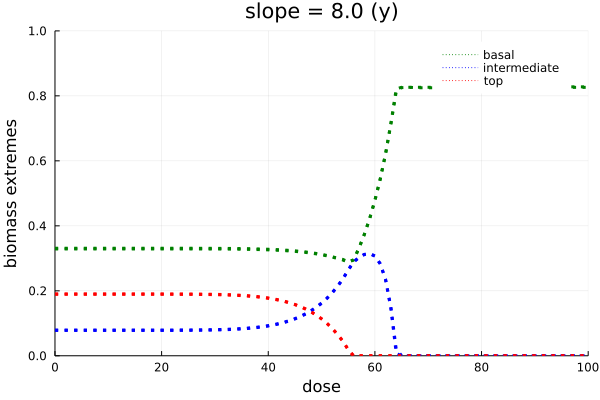 slope = 8.0 (y)
1.0
basal
intermediate
top
0.8
0.6
0.4
0.2
0.0
biomass extremes
0 20 40 60 80 100
dose